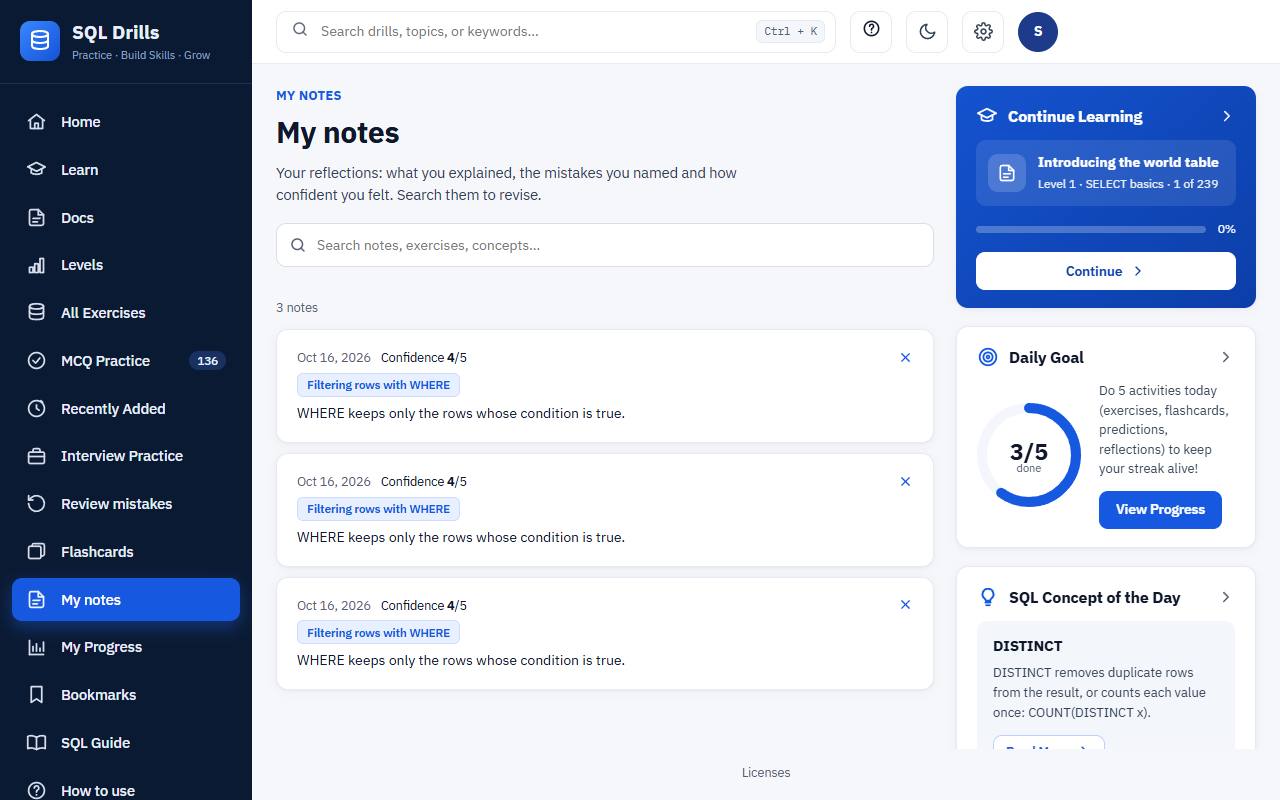 SQL Drills
Practice · Build Skills · Grow
Home
Learn
Docs
Levels
All Exercises
MCQ Practice 136
Recently Added
Interview Practice
Review mistakes
Flashcards
My notes
My Progress
Bookmarks
SQL Guide
How to use
Search drills, topics, or keywords... Ctrl + K
S
MY NOTES
My notes
Your reflections: what you explained, the mistakes you named and how
confident you felt. Search them to revise.
Search notes, exercises, concepts...
3 notes
Oct 16, 2026 Confidence 4/5
Filtering rows with WHERE
WHERE keeps only the rows whose condition is true.
Oct 16, 2026 Confidence 4/5
Filtering rows with WHERE
WHERE keeps only the rows whose condition is true.
Oct 16, 2026 Confidence 4/5
Filtering rows with WHERE
WHERE keeps only the rows whose condition is true.
Continue Learning
Introducing the world table
Level 1 · SELECT basics · 1 of 239
0%
Continue
Daily Goal
3/5
done
Do 5 activities today
(exercises, flashcards,
predictions,
reflections) to keep
your streak alive!
View Progress
SQL Concept of the Day
DISTINCT
DISTINCT removes duplicate rows
from the result, or counts each value
once: COUNT(DISTINCT x).
Licenses